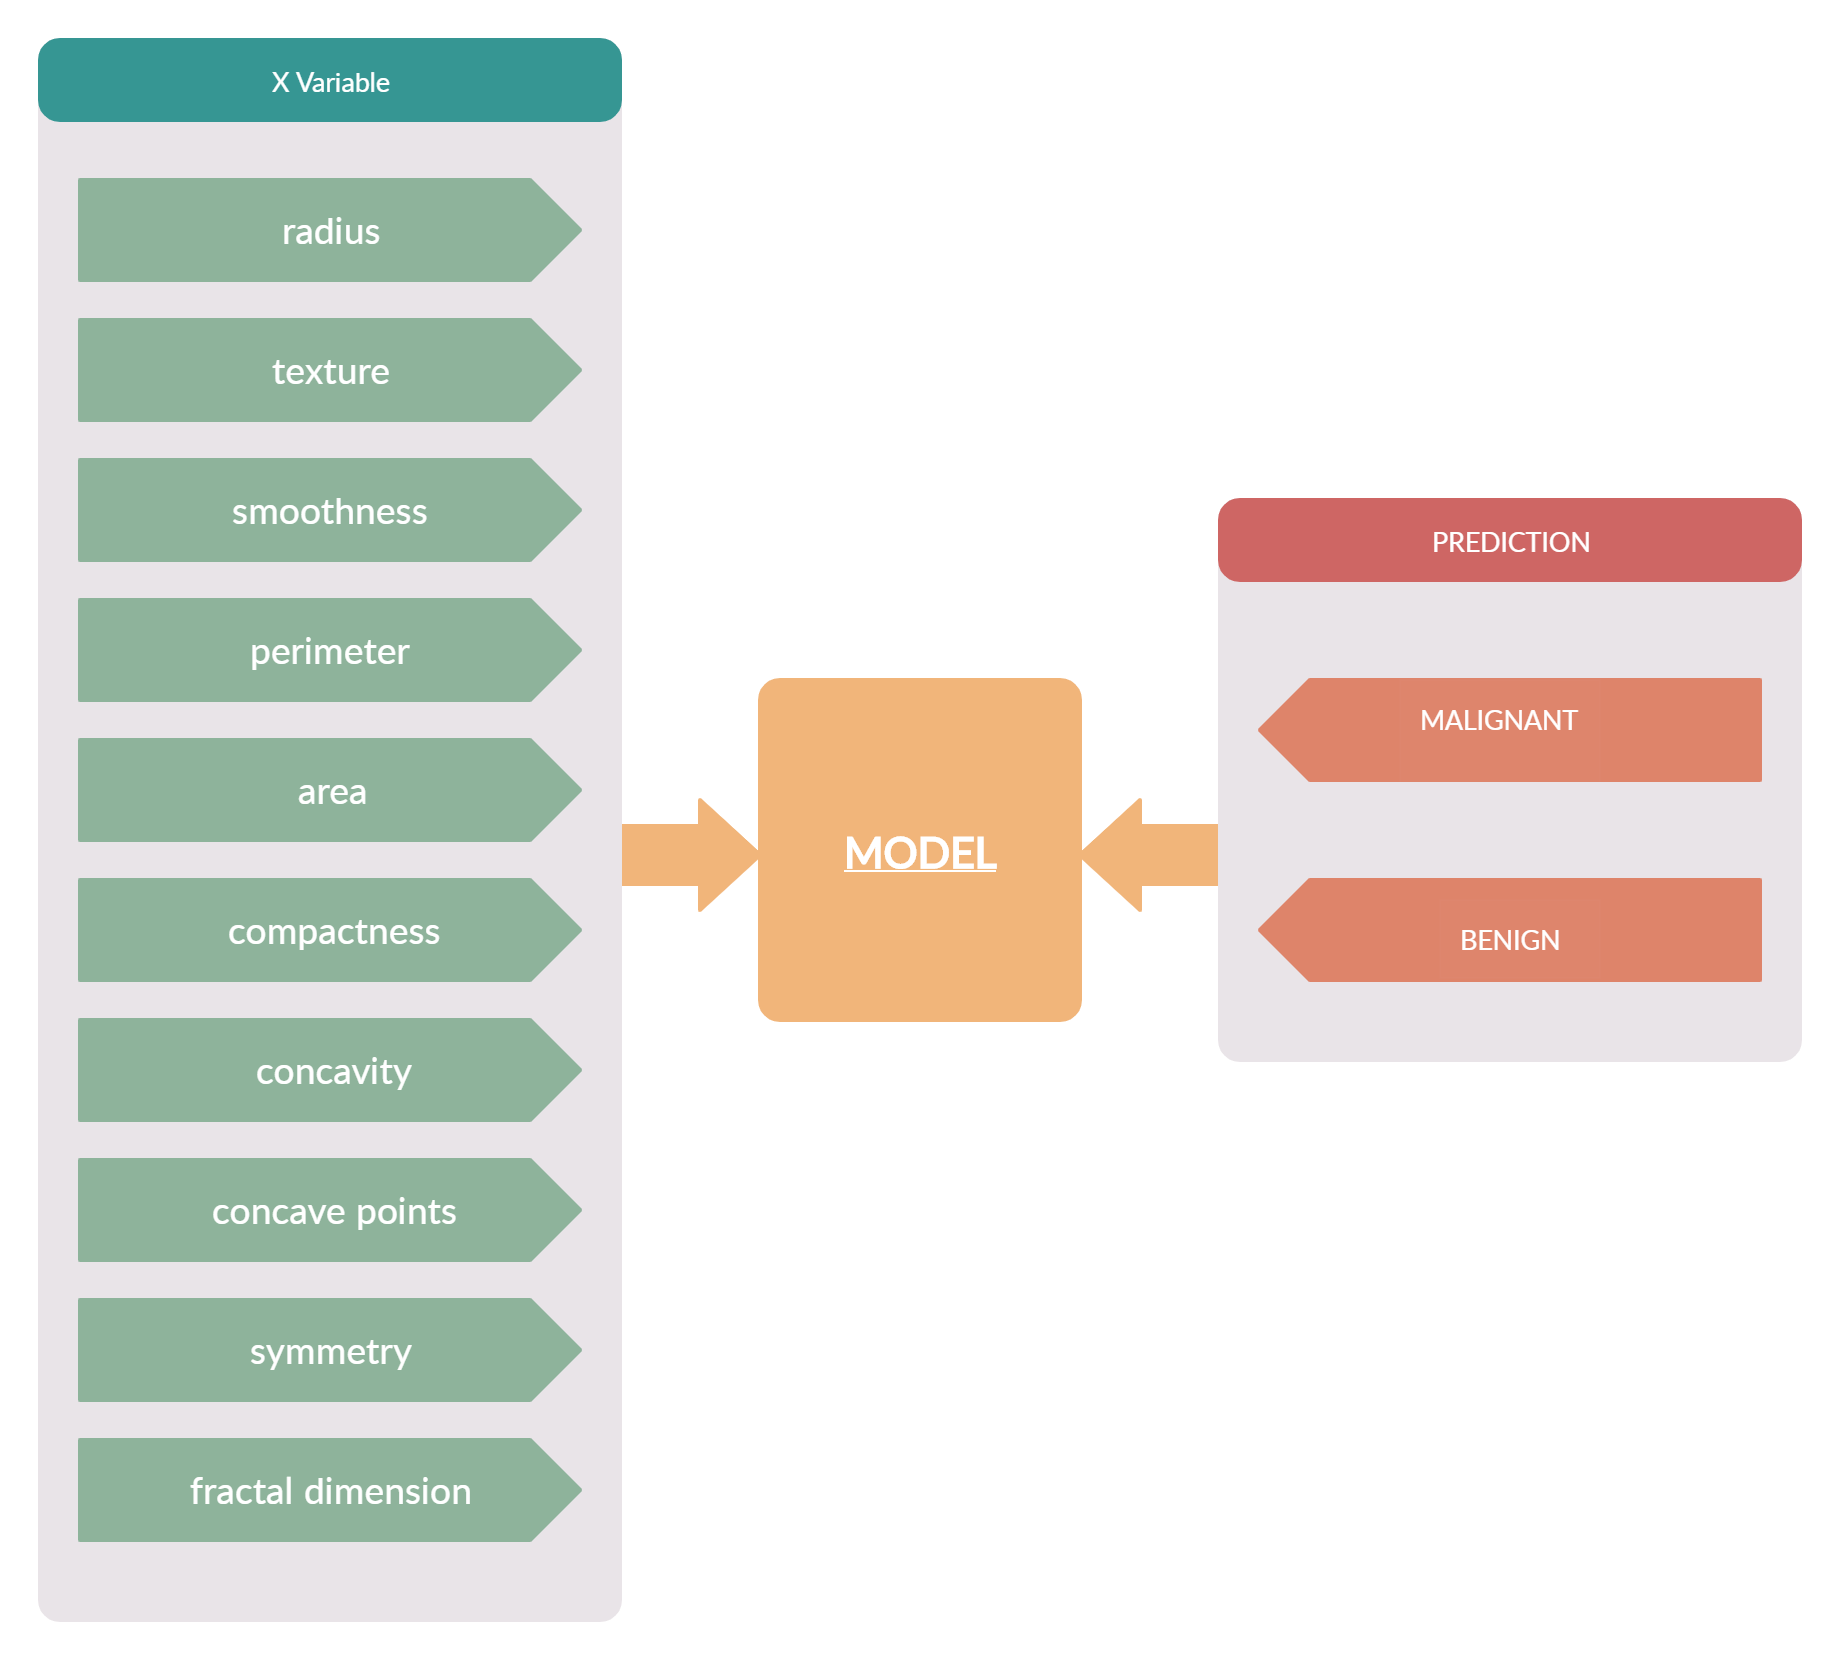 X Variable
radius
texture
smoothness
perimeter
area
compactness
concavity
concave points
symmetry
fractal dimension
MODEL
PREDICTION
MALIGNANT
BENIGN